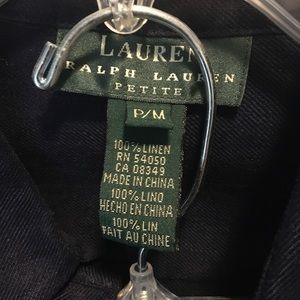 LAUREN
RALPH LAUREN
PETITE
P/M
100% LINEN
RN 54050
CA 08349
MADE IN CHINA
100% LINO
HECHO EN CHINA
100% LIN
FAIT AU CHINE